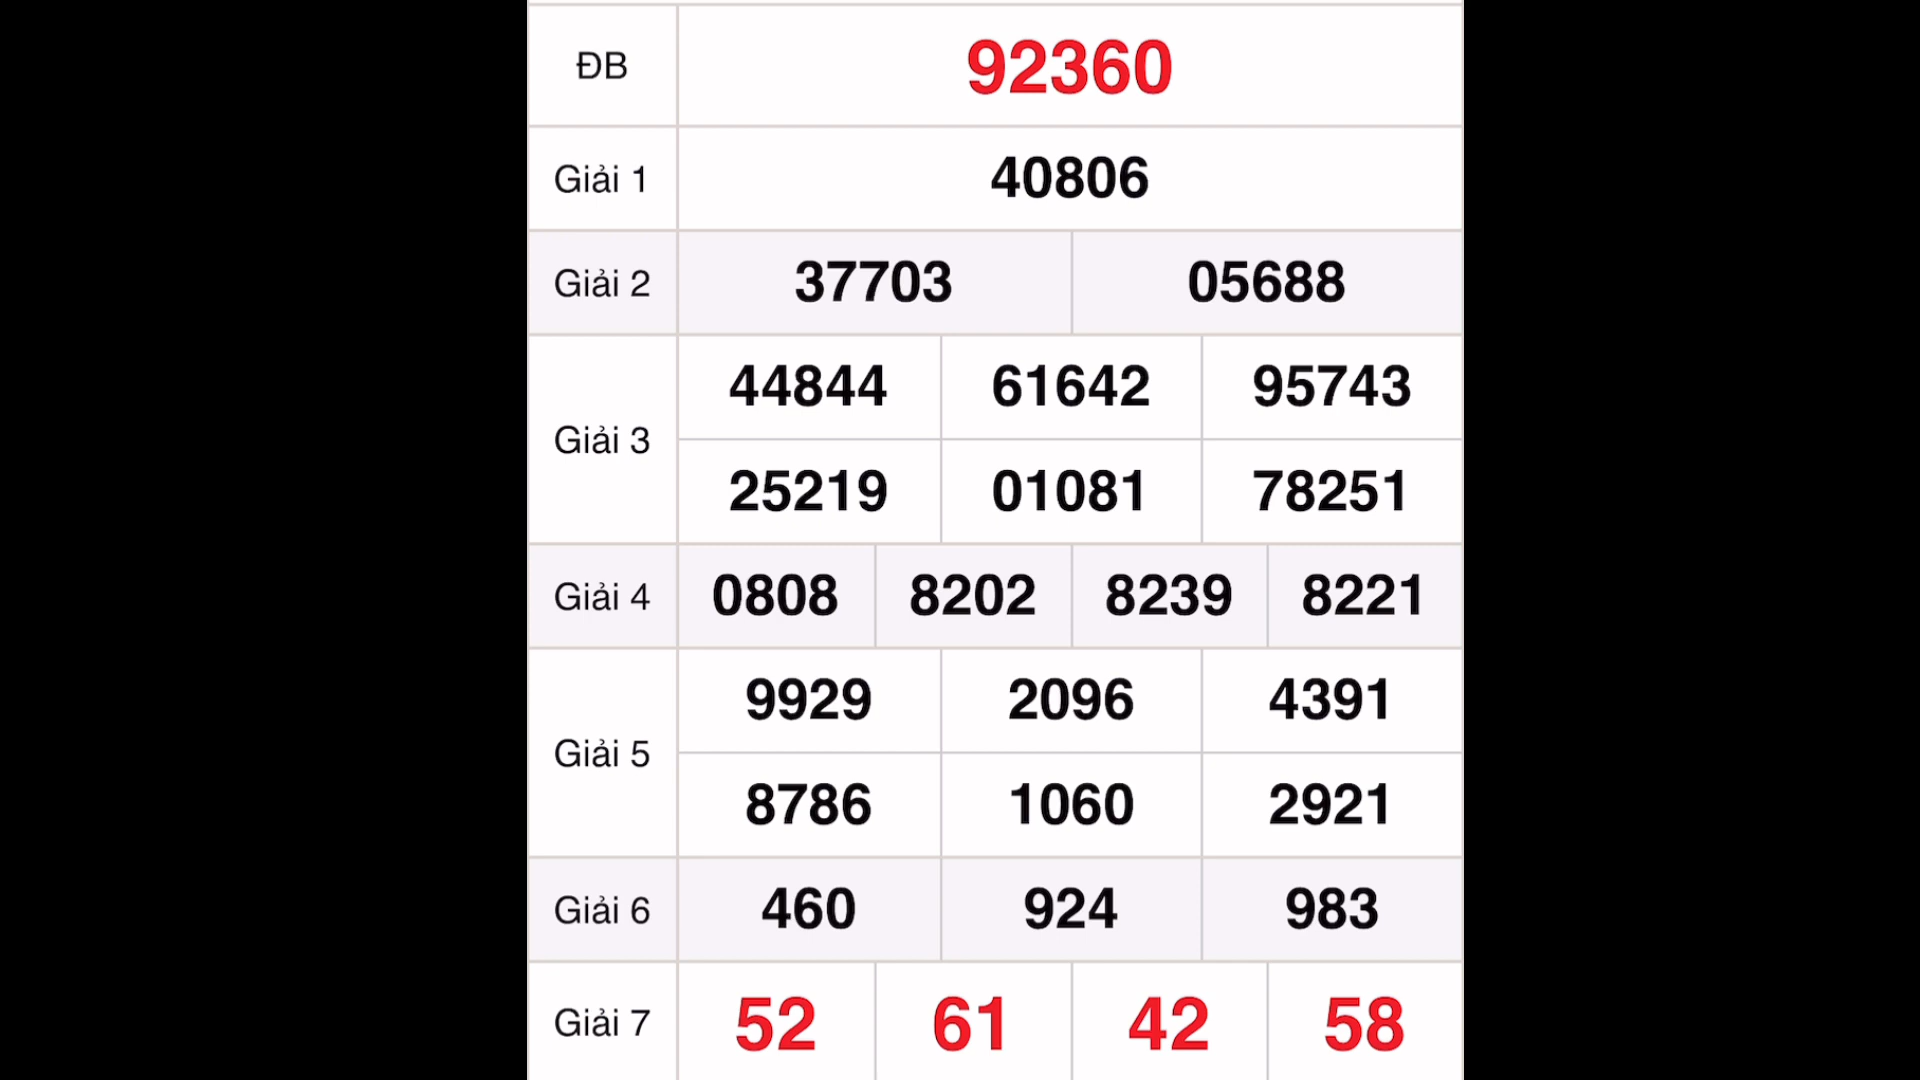 ĐB 92360
Giải 1 40806
Giải 2 37703 05688
Giải 3 44844 61642 95743
25219 01081 78251
Giải 4 0808 8202 8239 8221
Giải 5 9929 2096 4391
8786 1060 2921
Giải 6 460 924 983
Giải 7 52 61 42 58